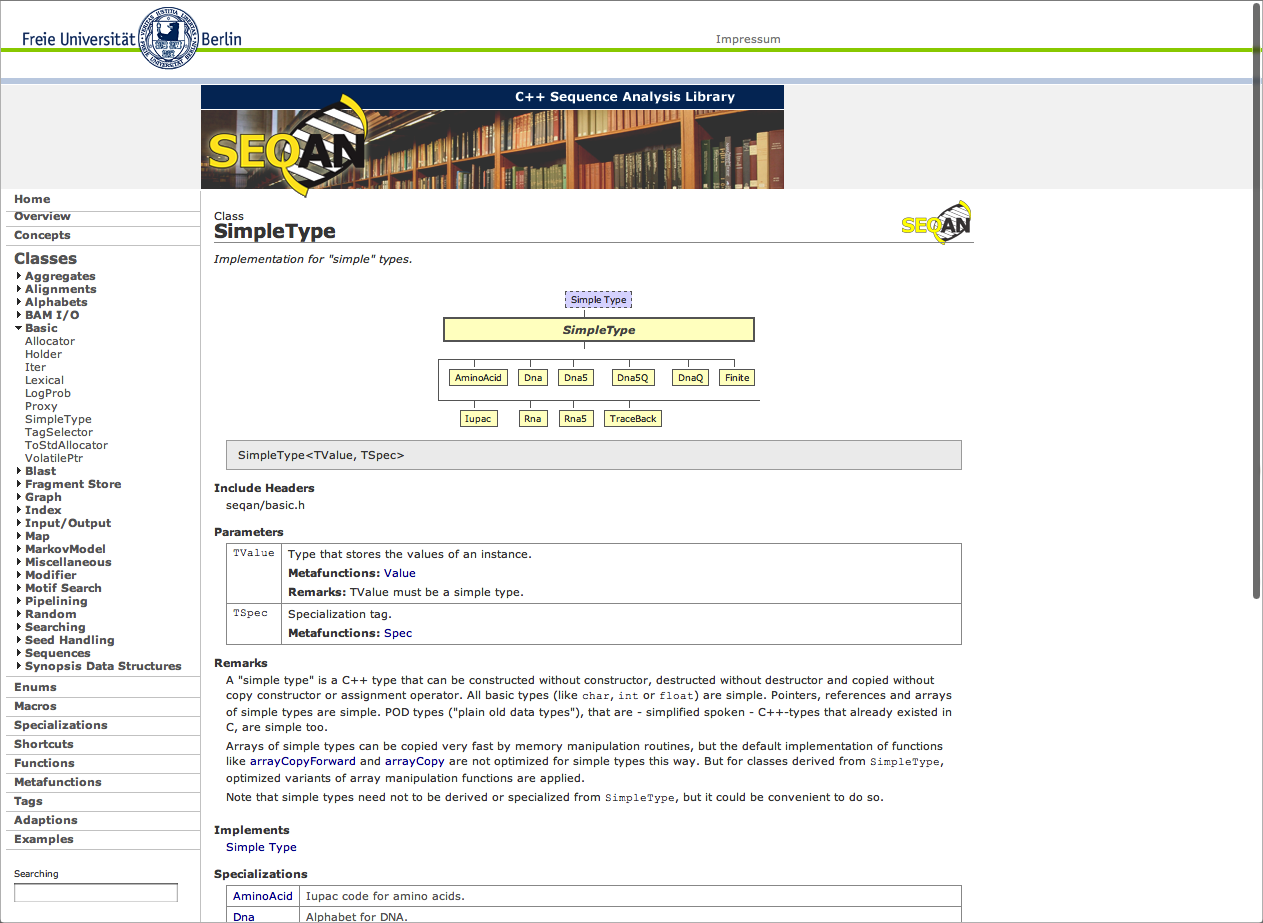 Freie Universität Berlin
Impressum
C++ Sequence Analysis Library
SEQAN
Home
Overview
Concepts
Classes
Aggregates
Alignments
Alphabets
BAM I/O
Basic
Allocator
Holder
Iter
Lexical
LogProb
Proxy
SimpleType
TagSelector
ToStdAllocator
VolatilePtr
Blast
Fragment Store
Graph
Index
Input/Output
Map
MarkovModel
Miscellaneous
Modifier
Motif Search
Pipelining
Random
Searching
Seed Handling
Sequences
Synopsis Data Structures
Enums
Macros
Specializations
Shortcuts
Functions
Metafunctions
Tags
Adaptions
Examples
Searching
Class
SimpleType
SEQAN
Implementation for "simple" types.
Simple Type
SimpleType
AminoAcid Dna Dna5 Dna5Q DnaQ Finite
Iupac Rna Rna5 TraceBack
SimpleType<TValue, TSpec>
Include Headers
seqan/basic.h
Parameters
TValue Type that stores the values of an instance.
Metafunctions: Value
Remarks: TValue must be a simple type.
TSpec Specialization tag.
Metafunctions: Spec
Remarks
A "simple type" is a C++ type that can be constructed without constructor, destructed without destructor and copied without
copy constructor or assignment operator. All basic types (like char, int or float) are simple. Pointers, references and arrays
of simple types are simple. POD types ("plain old data types"), that are - simplified spoken - C++-types that already existed in
C, are simple too.
Arrays of simple types can be copied very fast by memory manipulation routines, but the default implementation of functions
like arrayCopyForward and arrayCopy are not optimized for simple types this way. But for classes derived from SimpleType,
optimized variants of array manipulation functions are applied.
Note that simple types need not to be derived or specialized from SimpleType, but it could be convenient to do so.
Implements
Simple Type
Specializations
AminoAcid Iupac code for amino acids.
Dna Alphabet for DNA.